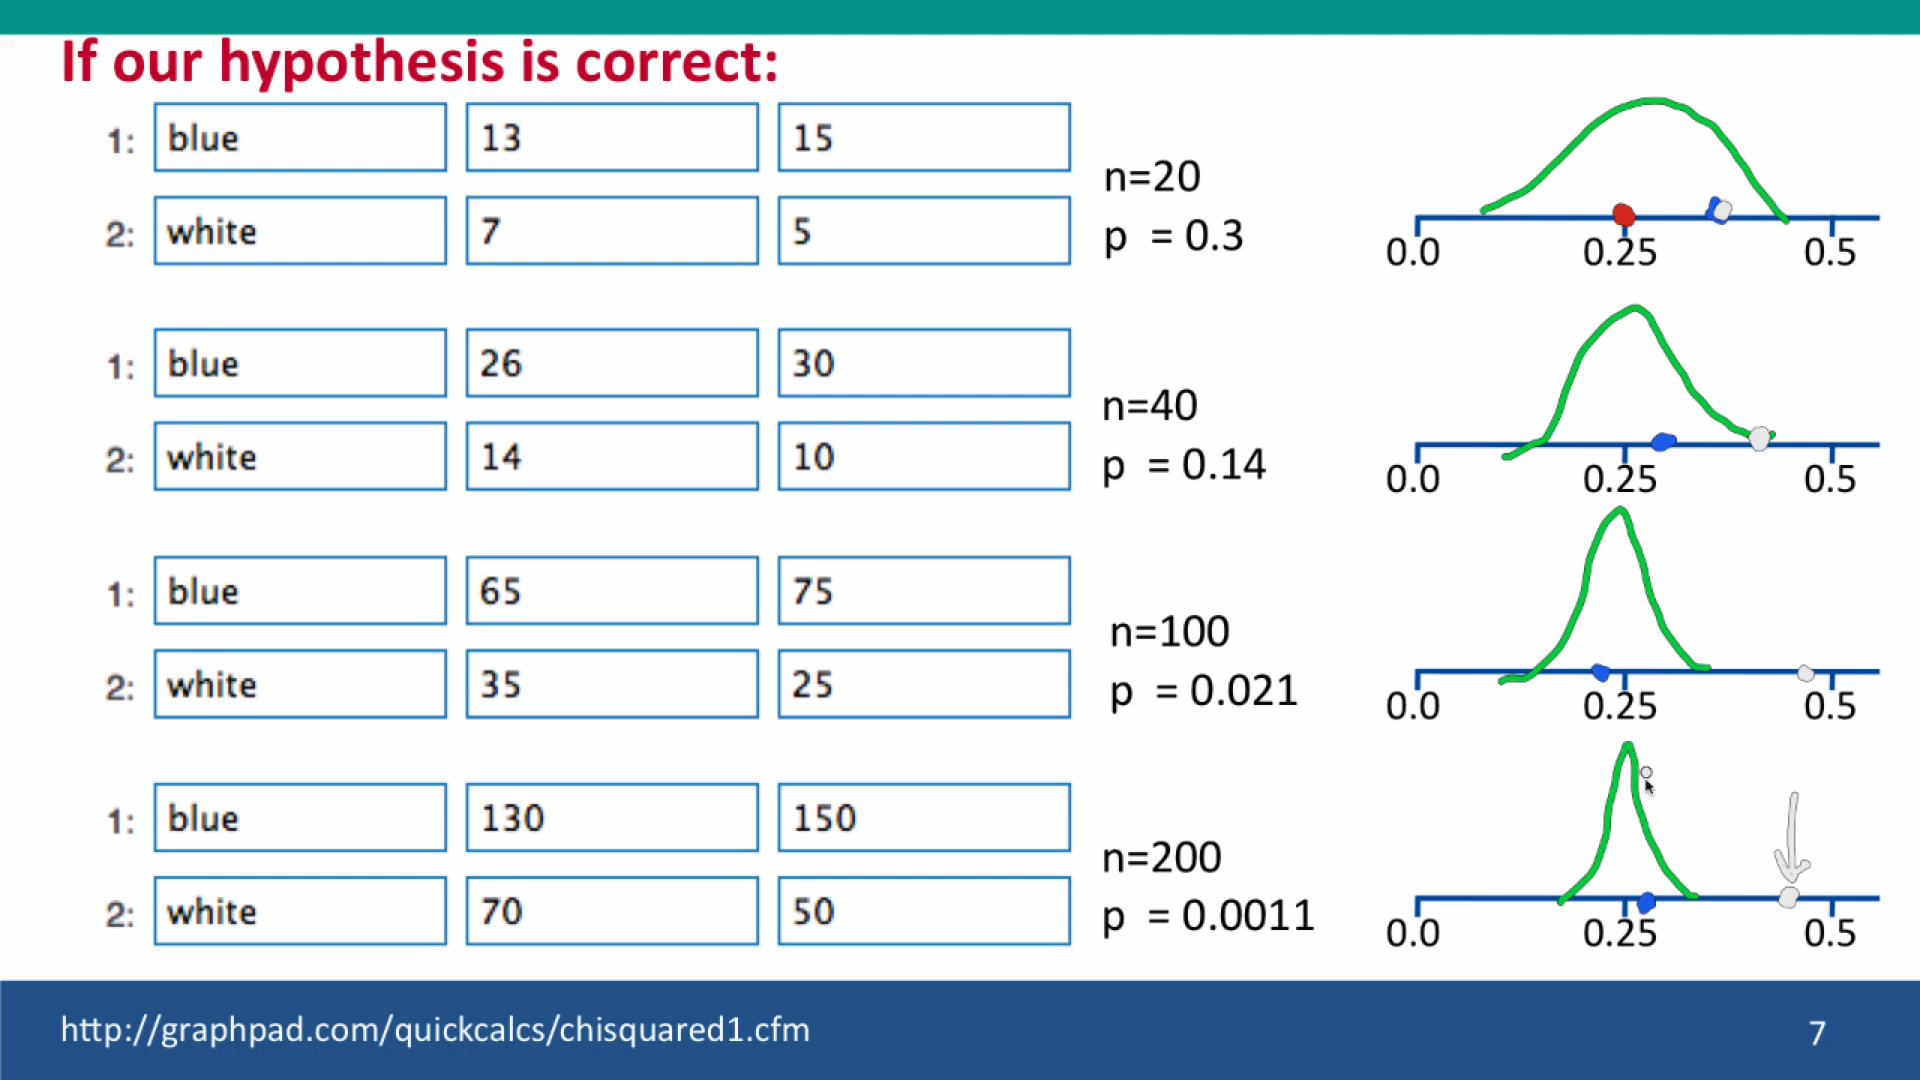 If our hypothesis is correct:
1: blue 13 15
2: white 7 5
n=20
p = 0.3
0.0 0.25 0.5
1: blue 26 30
2: white 14 10
n=40
p = 0.14
0.0 0.25 0.5
1: blue 65 75
2: white 35 25
n=100
p = 0.021
0.0 0.25 0.5
1: blue 130 150
2: white 70 50
n=200
p = 0.0011
0.0 0.25 0.5
http://graphpad.com/quickcalcs/chisquared1.cfm
7